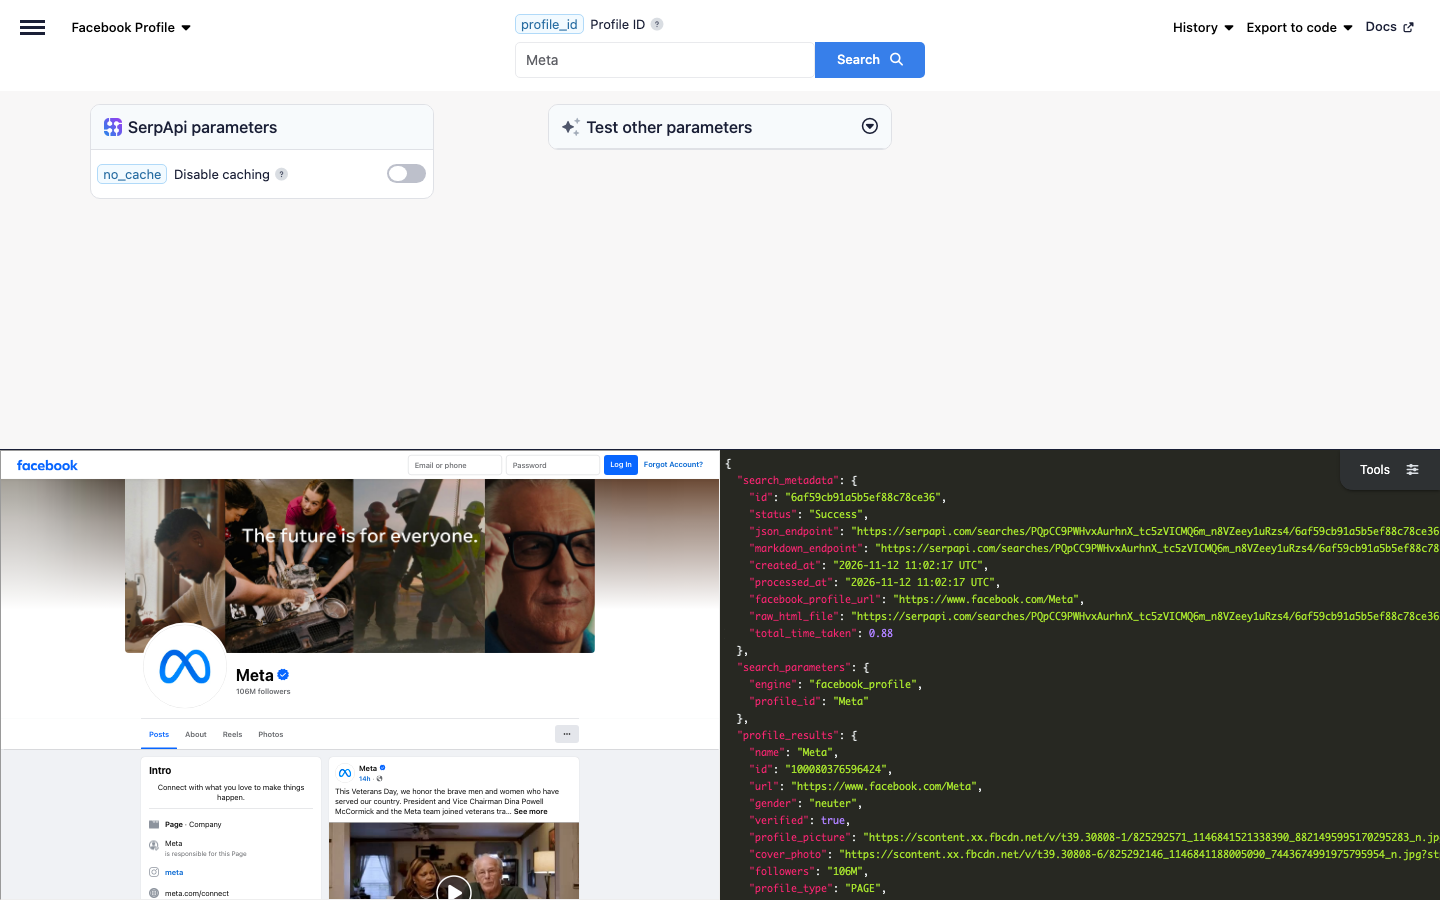 Facebook Profile
profile_id Profile ID ?
Meta
Search
History
Export to code
Docs
SerpApi parameters
no_cache Disable caching ?
Test other parameters
facebook
Email or phone
Password
Log In
Forgot Account?
The future is for everyone.
Meta
106M followers
Posts
About
Reels
Photos
Intro
Connect with what you love to make things
happen.
Page · Company
Meta
is responsible for this Page
meta
meta.com/connect
Meta
14h ·
This Veterans Day, we honor the brave men and women who have
served our country. President and Vice Chairman Dina Powell
McCormick and the Meta team joined veterans tra... See more
Tools
{
"search_metadata": {
"id": "6af59cb91a5b5ef88c78ce36",
"status": "Success",
"json_endpoint": "https://serpapi.com/searches/PQpCC9PWHvxAurhnX_tc5zVICMQ6m_n8VZeey1uRzs4/6af59cb91a5b5ef88c78ce36
"markdown_endpoint": "https://serpapi.com/searches/PQpCC9PWHvxAurhnX_tc5zVICMQ6m_n8VZeey1uRzs4/6af59cb91a5b5ef88c78
"created_at": "2026-11-12 11:02:17 UTC",
"processed_at": "2026-11-12 11:02:17 UTC",
"facebook_profile_url": "https://www.facebook.com/Meta",
"raw_html_file": "https://serpapi.com/searches/PQpCC9PWHvxAurhnX_tc5zVICMQ6m_n8VZeey1uRzs4/6af59cb91a5b5ef88c78ce36
"total_time_taken": 0.88
},
"search_parameters": {
"engine": "facebook_profile",
"profile_id": "Meta"
},
"profile_results": {
"name": "Meta",
"id": "100080376596424",
"url": "https://www.facebook.com/Meta",
"gender": "neuter",
"verified": true,
"profile_picture": "https://scontent.xx.fbcdn.net/v/t39.30808-1/825292571_1146841521338390_8821495995170295283_n.jp
"cover_photo": "https://scontent.xx.fbcdn.net/v/t39.30808-6/825292146_1146841188005090_7443674991975795954_n.jpg?st
"followers": "106M",
"profile_type": "PAGE",